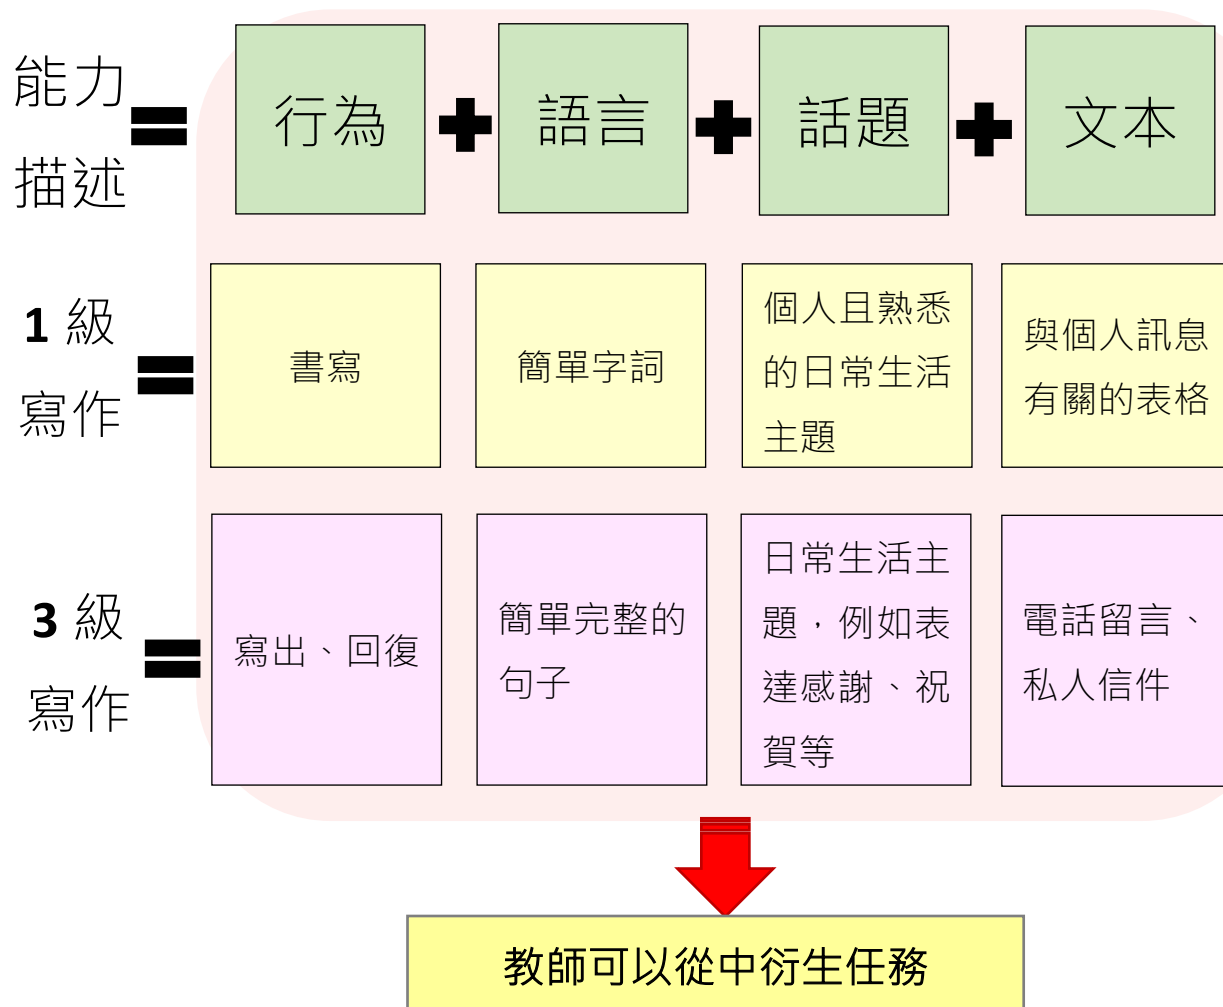 能力
描述
行為
語言
話題
文本
1 級
寫作
書寫
簡單字詞
個人且熟悉
的日常生活
主題
與個人訊息
有關的表格
3 級
寫作
寫出、回復
簡單完整的
句子
日常生活主
題，例如表
達感謝、祝
賀等
電話留言、
私人信件
教師可以從中衍生任務